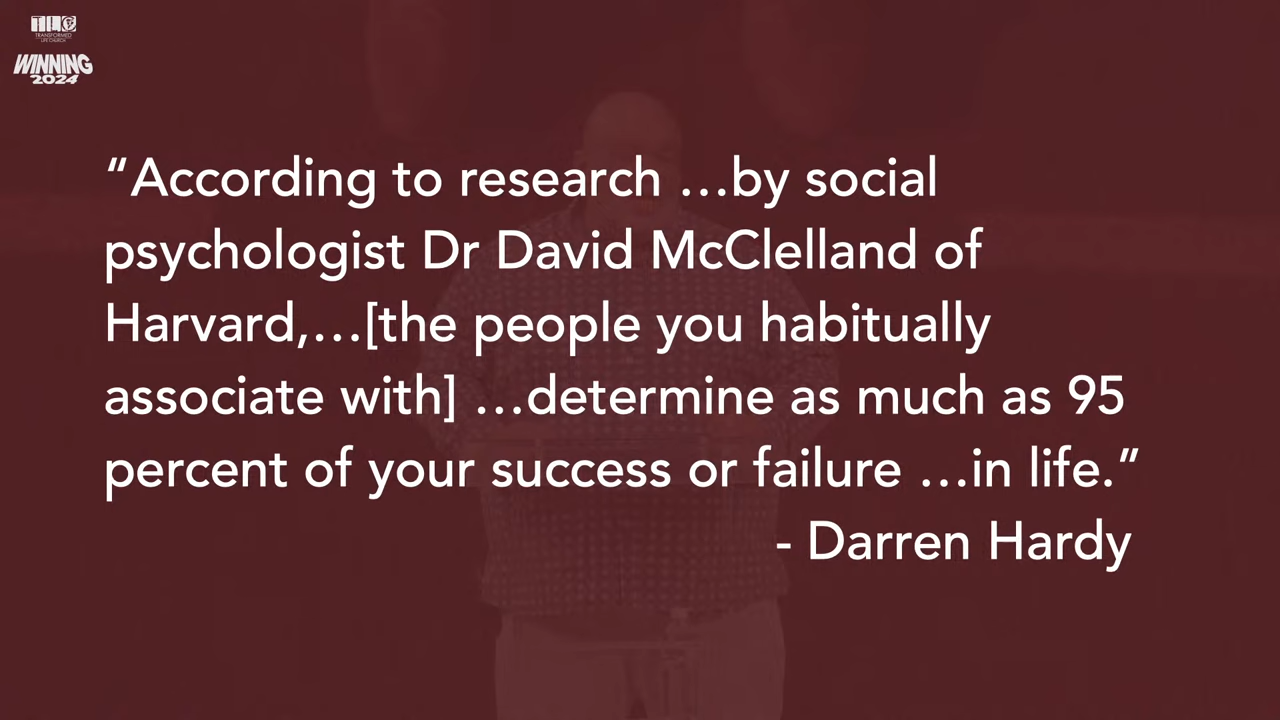 TLC
TRANSFORMED
LIFE CHURCH
WINNING
2024
“According to research …by social
psychologist Dr David McClelland of
Harvard,…[the people you habitually
associate with] …determine as much as 95
percent of your success or failure …in life.”
- Darren Hardy